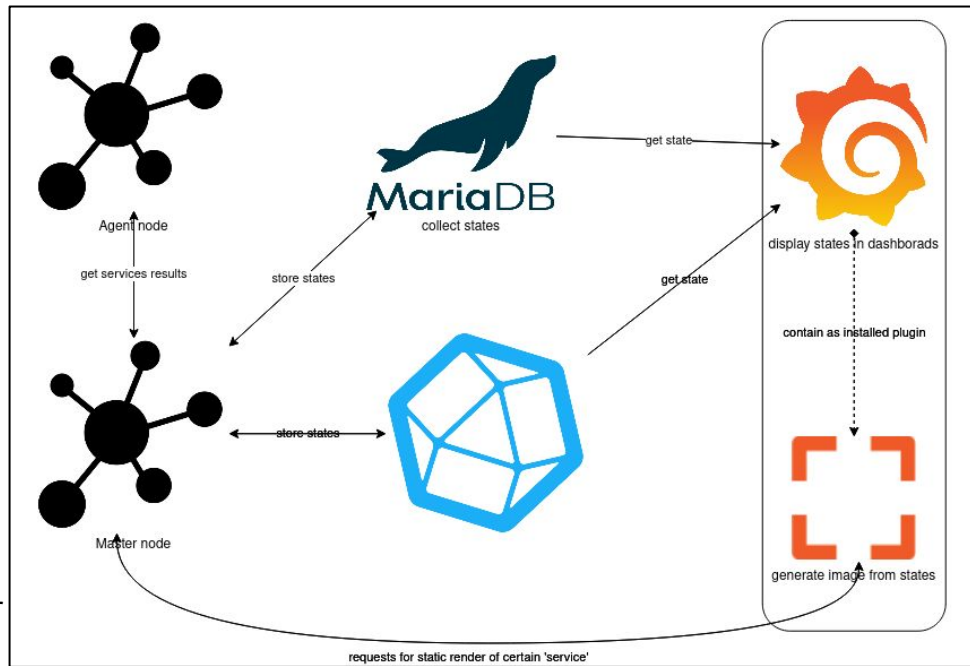 MariaDB
collect states
get state
Agent node
display states in dashborads
get services results
store states
get state
contain as installed plugin
store states
Master node
generate image from states
requests for static render of certain 'service'